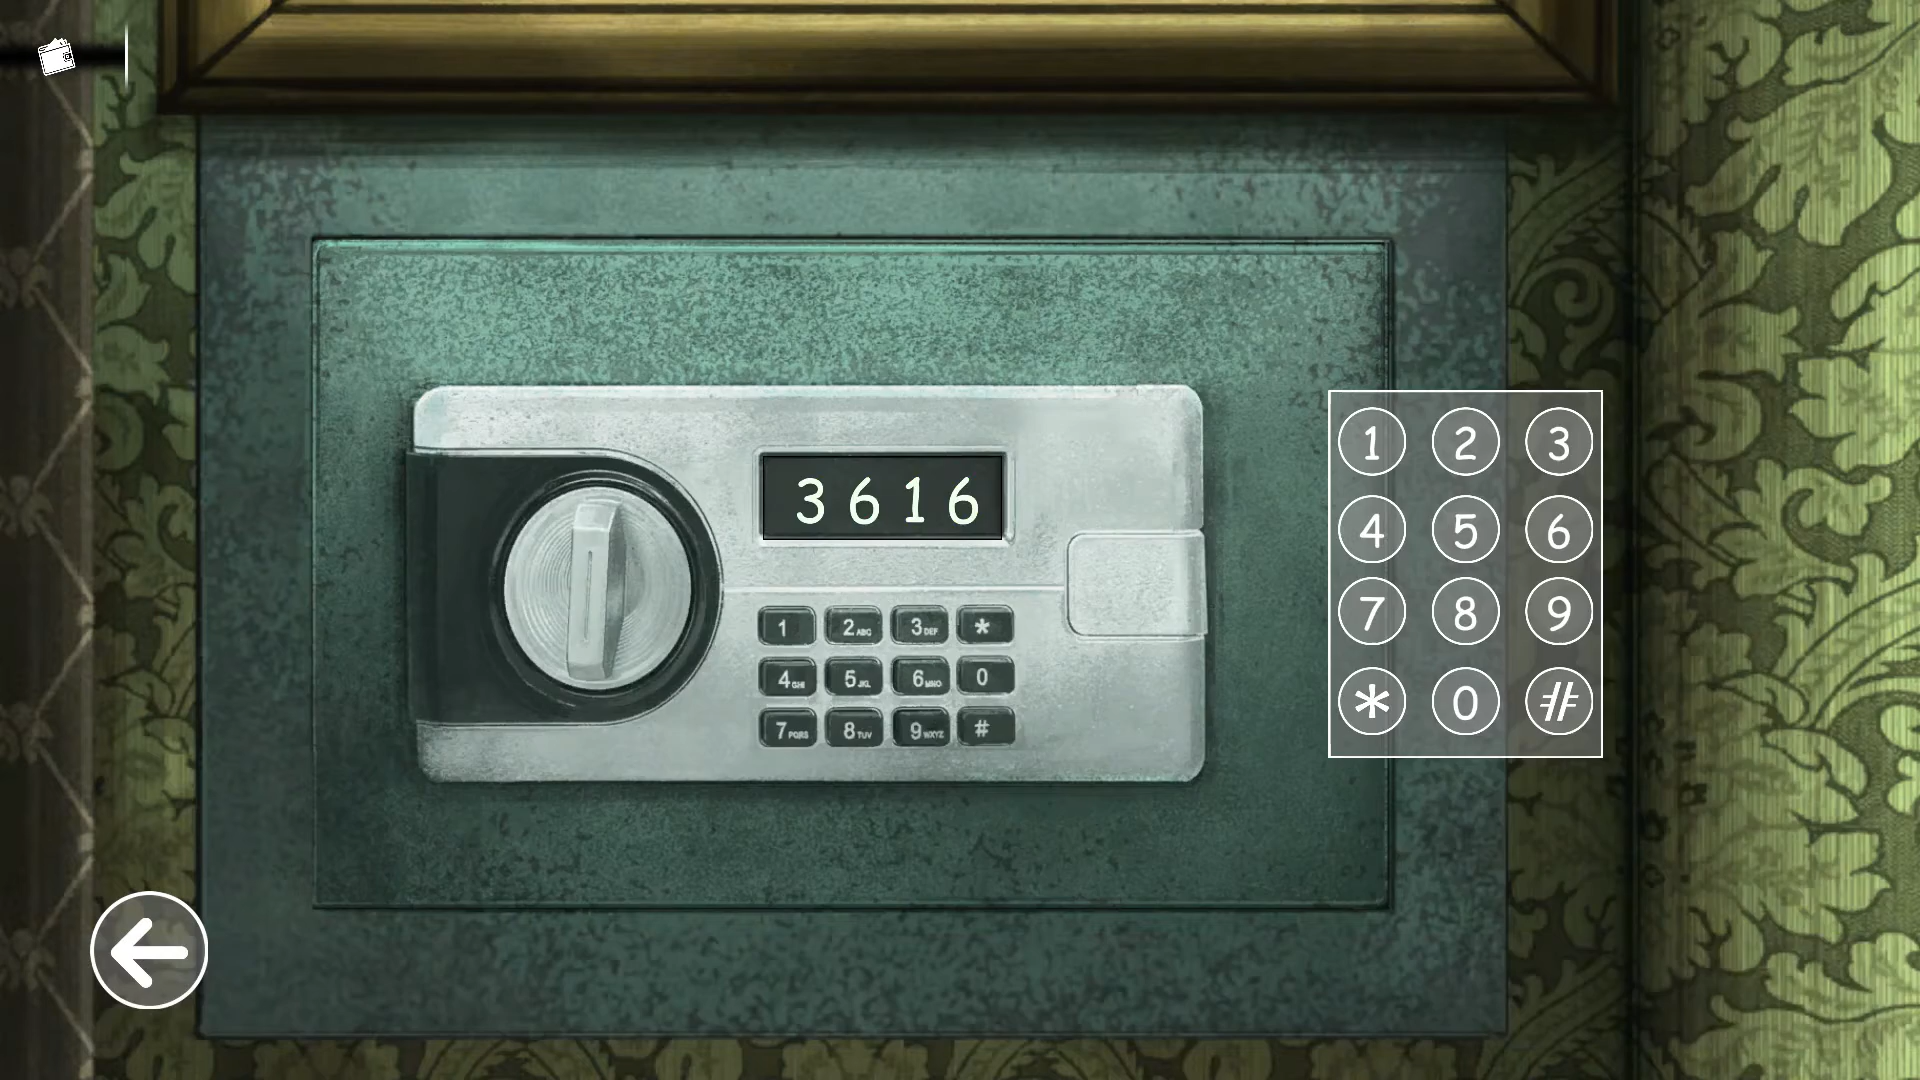 3616
1 2ABC 3DEF *
4GHI 5JKL 6MNO 0
7PQRS 8TUV 9WXYZ #
1 2 3
4 5 6
7 8 9
* 0 #